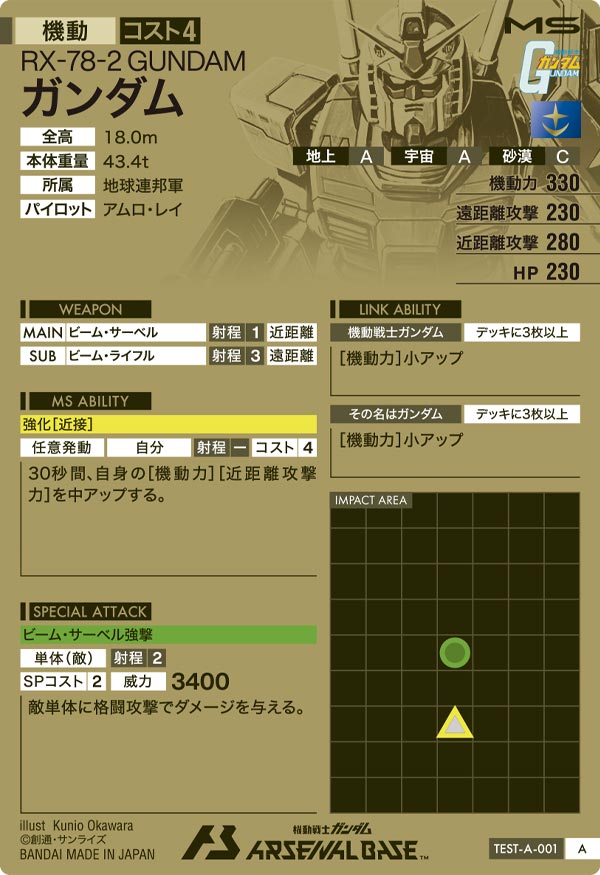 機動 コスト4
MS
RX-78-2 GUNDAM
ガンダム
機動戦士 ガンダム GUNDAM
全高 18.0m
本体重量 43.4t
所属 地球連邦軍
パイロット アムロ・レイ
地上 A 宇宙 A 砂漠 C
機動力 330
遠距離攻撃 230
近距離攻撃 280
HP 230
WEAPON
MAIN ビーム・サーベル 射程 1 近距離
SUB ビーム・ライフル 射程 3 遠距離
MS ABILITY
強化[近接]
任意発動 自分 射程 ー コスト 4
30秒間、自身の[機動力][近距離攻撃
力]を中アップする。
SPECIAL ATTACK
ビーム・サーベル強撃
単体(敵) 射程 2
SPコスト 2 威力 3400
敵単体に格闘攻撃でダメージを与える。
LINK ABILITY
機動戦士ガンダム デッキに3枚以上
[機動力]小アップ
その名はガンダム デッキに3枚以上
[機動力]小アップ
IMPACT AREA
illust Kunio Okawara
©創通・サンライズ
BANDAI MADE IN JAPAN
機動戦士ガンダム
ARSENAL BASE™
TEST-A-001 A